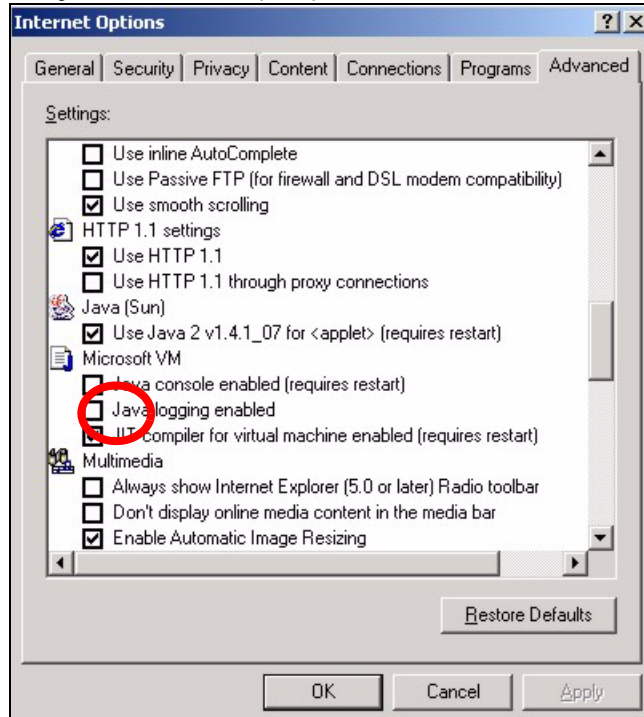 Internet Options
General Security Privacy Content Connections Programs Advanced
Settings:
Use inline AutoComplete
Use Passive FTP (for firewall and DSL modem compatibility)
Use smooth scrolling
HTTP 1.1 settings
Use HTTP 1.1
Use HTTP 1.1 through proxy connections
Java (Sun)
Use Java 2 v1.4.1_07 for <applet> (requires restart)
Microsoft VM
Java console enabled (requires restart)
Java logging enabled
JIT compiler for virtual machine enabled (requires restart)
Multimedia
Always show Internet Explorer (5.0 or later) Radio toolbar
Don't display online media content in the media bar
Enable Automatic Image Resizing
Restore Defaults
OK Cancel Apply